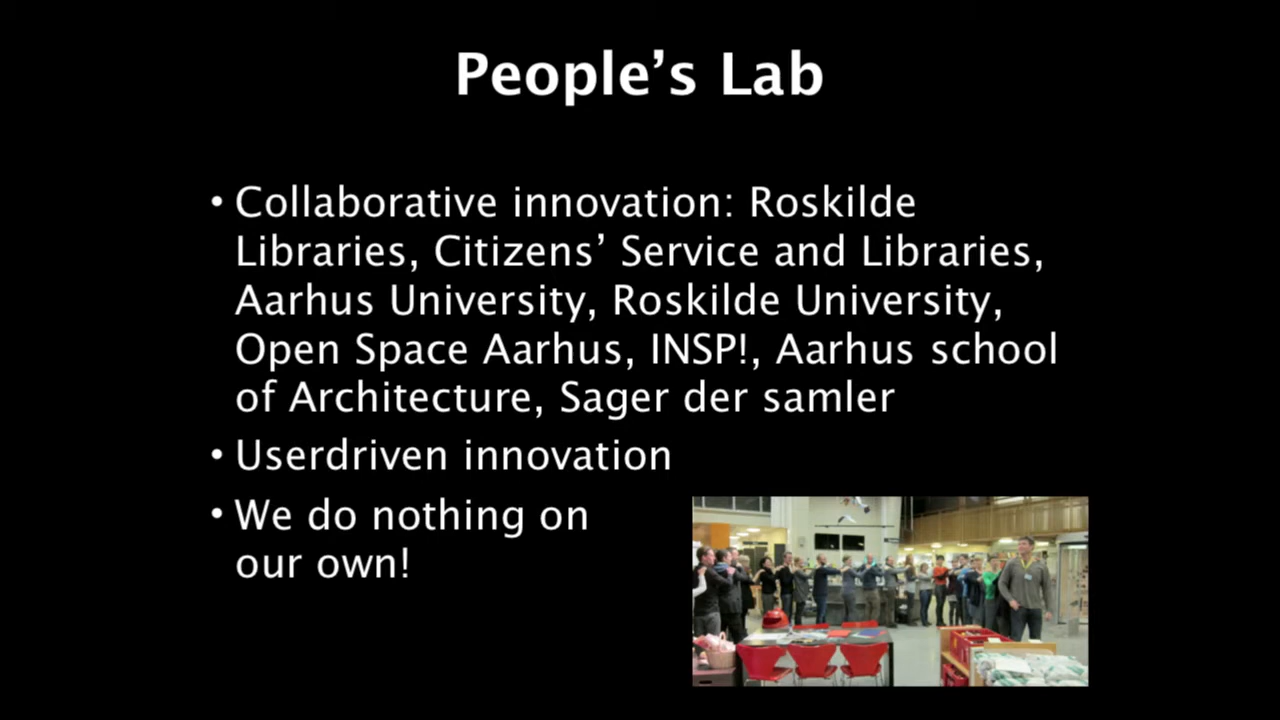 People’s Lab
• Collaborative innovation: Roskilde
Libraries, Citizens’ Service and Libraries,
Aarhus University, Roskilde University,
Open Space Aarhus, INSP!, Aarhus school
of Architecture, Sager der samler
• Userdriven innovation
• We do nothing on
our own!